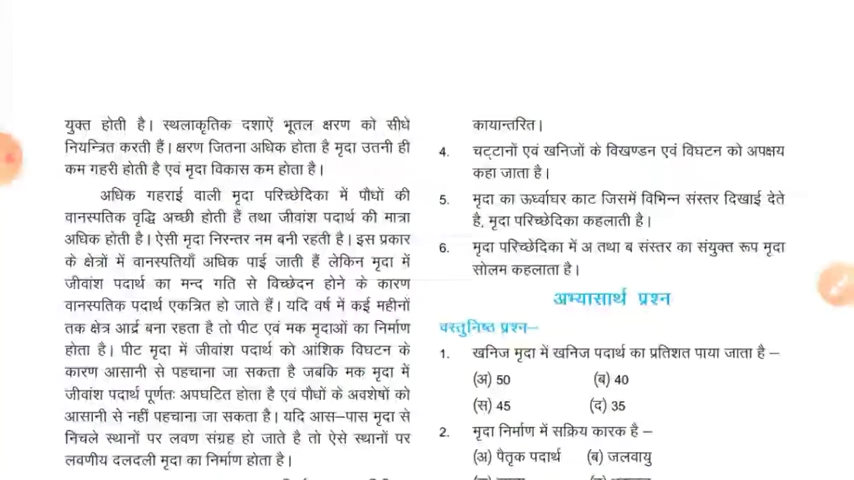 युक्त होती है। स्थलाकृतिक दशाऐं भूतल क्षरण को सीधे
नियन्त्रित करती हैं। क्षरण जितना अधिक होता है मृदा उतनी ही
कम गहरी होती है एवं मृदा विकास कम होता है।
अधिक गहराई वाली मृदा परिच्छेदिका में पौधों की
वानस्पतिक वृद्धि अच्छी होती हैं तथा जीवांश पदार्थ की मात्रा
अधिक होती है। ऐसी मृदा निरन्तर नम बनी रहती है। इस प्रकार
के क्षेत्रों में वानस्पतियाँ अधिक पाई जाती हैं लेकिन मृदा में
जीवांश पदार्थ का मन्द गति से विच्छेदन होने के कारण
वानस्पतिक पदार्थ एकत्रित हो जाते हैं। यदि वर्ष में कई महीनों
तक क्षेत्र आर्द्र बना रहता है तो पीट एवं मक मृदाओं का निर्माण
होता है। पीट मृदा में जीवांश पदार्थ को आंशिक विघटन के
कारण आसानी से पहचाना जा सकता है जबकि मक मृदा में
जीवांश पदार्थ पूर्णतः अपघटित होता है एवं पौधों के अवशेषों को
आसानी से नहीं पहचाना जा सकता है। यदि आस–पास मृदा से
निचले स्थानों पर लवण संग्रह हो जाते है तो ऐसे स्थानों पर
लवणीय दलदली मृदा का निर्माण होता है।
कायान्तरित।
4. चट्टानों एवं खनिजों के विखण्डन एवं विघटन को अपक्षय
कहा जाता है।
5. मृदा का ऊर्ध्वाघर काट जिसमें विभिन्न संस्तर दिखाई देते
है, मृदा परिच्छेदिका कहलाती है।
6. मृदा परिच्छेदिका में अ तथा ब संस्तर का संयुक्त रूप मृदा
सोलम कहलाता है।
अभ्यासार्थ प्रश्न
वस्तुनिष्ठ प्रश्न–
1. खनिज मृदा में खनिज पदार्थ का प्रतिशत पाया जाता है –
(अ) 50 (ब) 40
(स) 45 (द) 35
2. मृदा निर्माण में सक्रिय कारक है –
(अ) पैतृक पदार्थ (ब) जलवायु